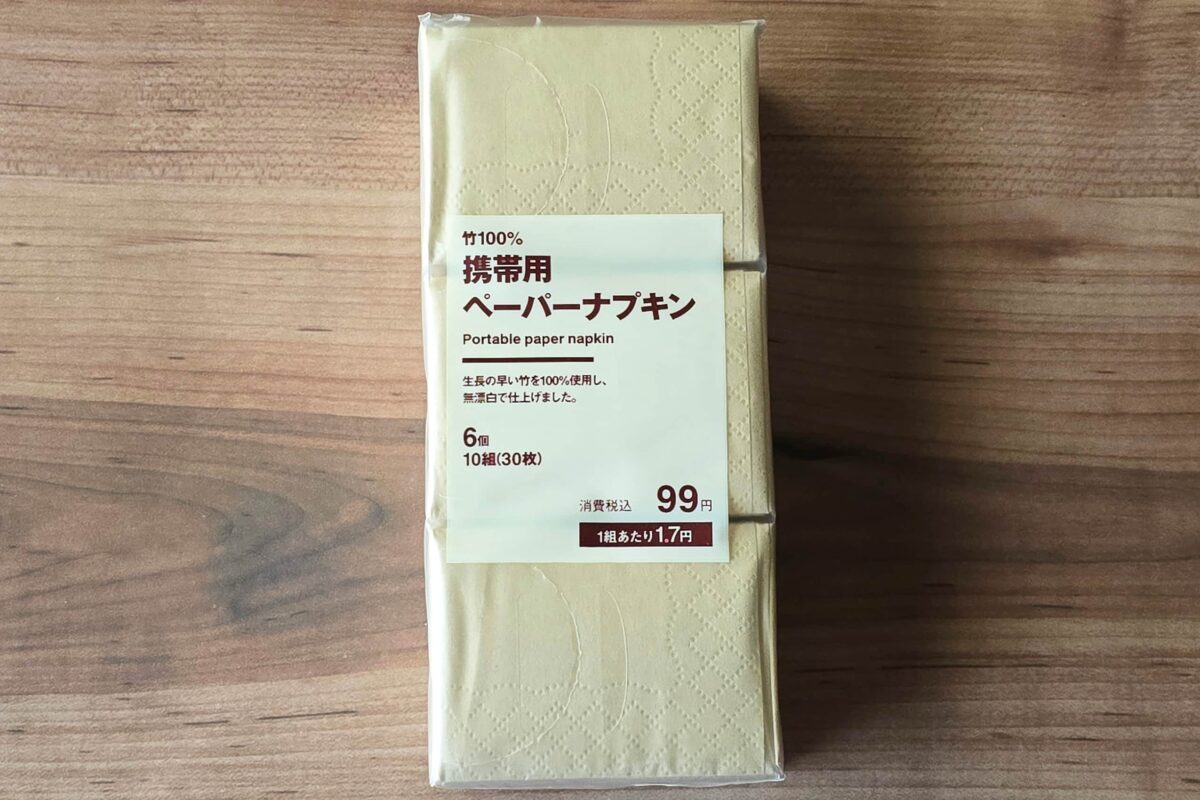 竹100%
携帯用
ペーパーナプキン
Portable paper napkin
生長の早い竹を100%使用し、
無漂白で仕上げました。
6個
10組(30枚)
消費税込 99円
1組あたり1.7円